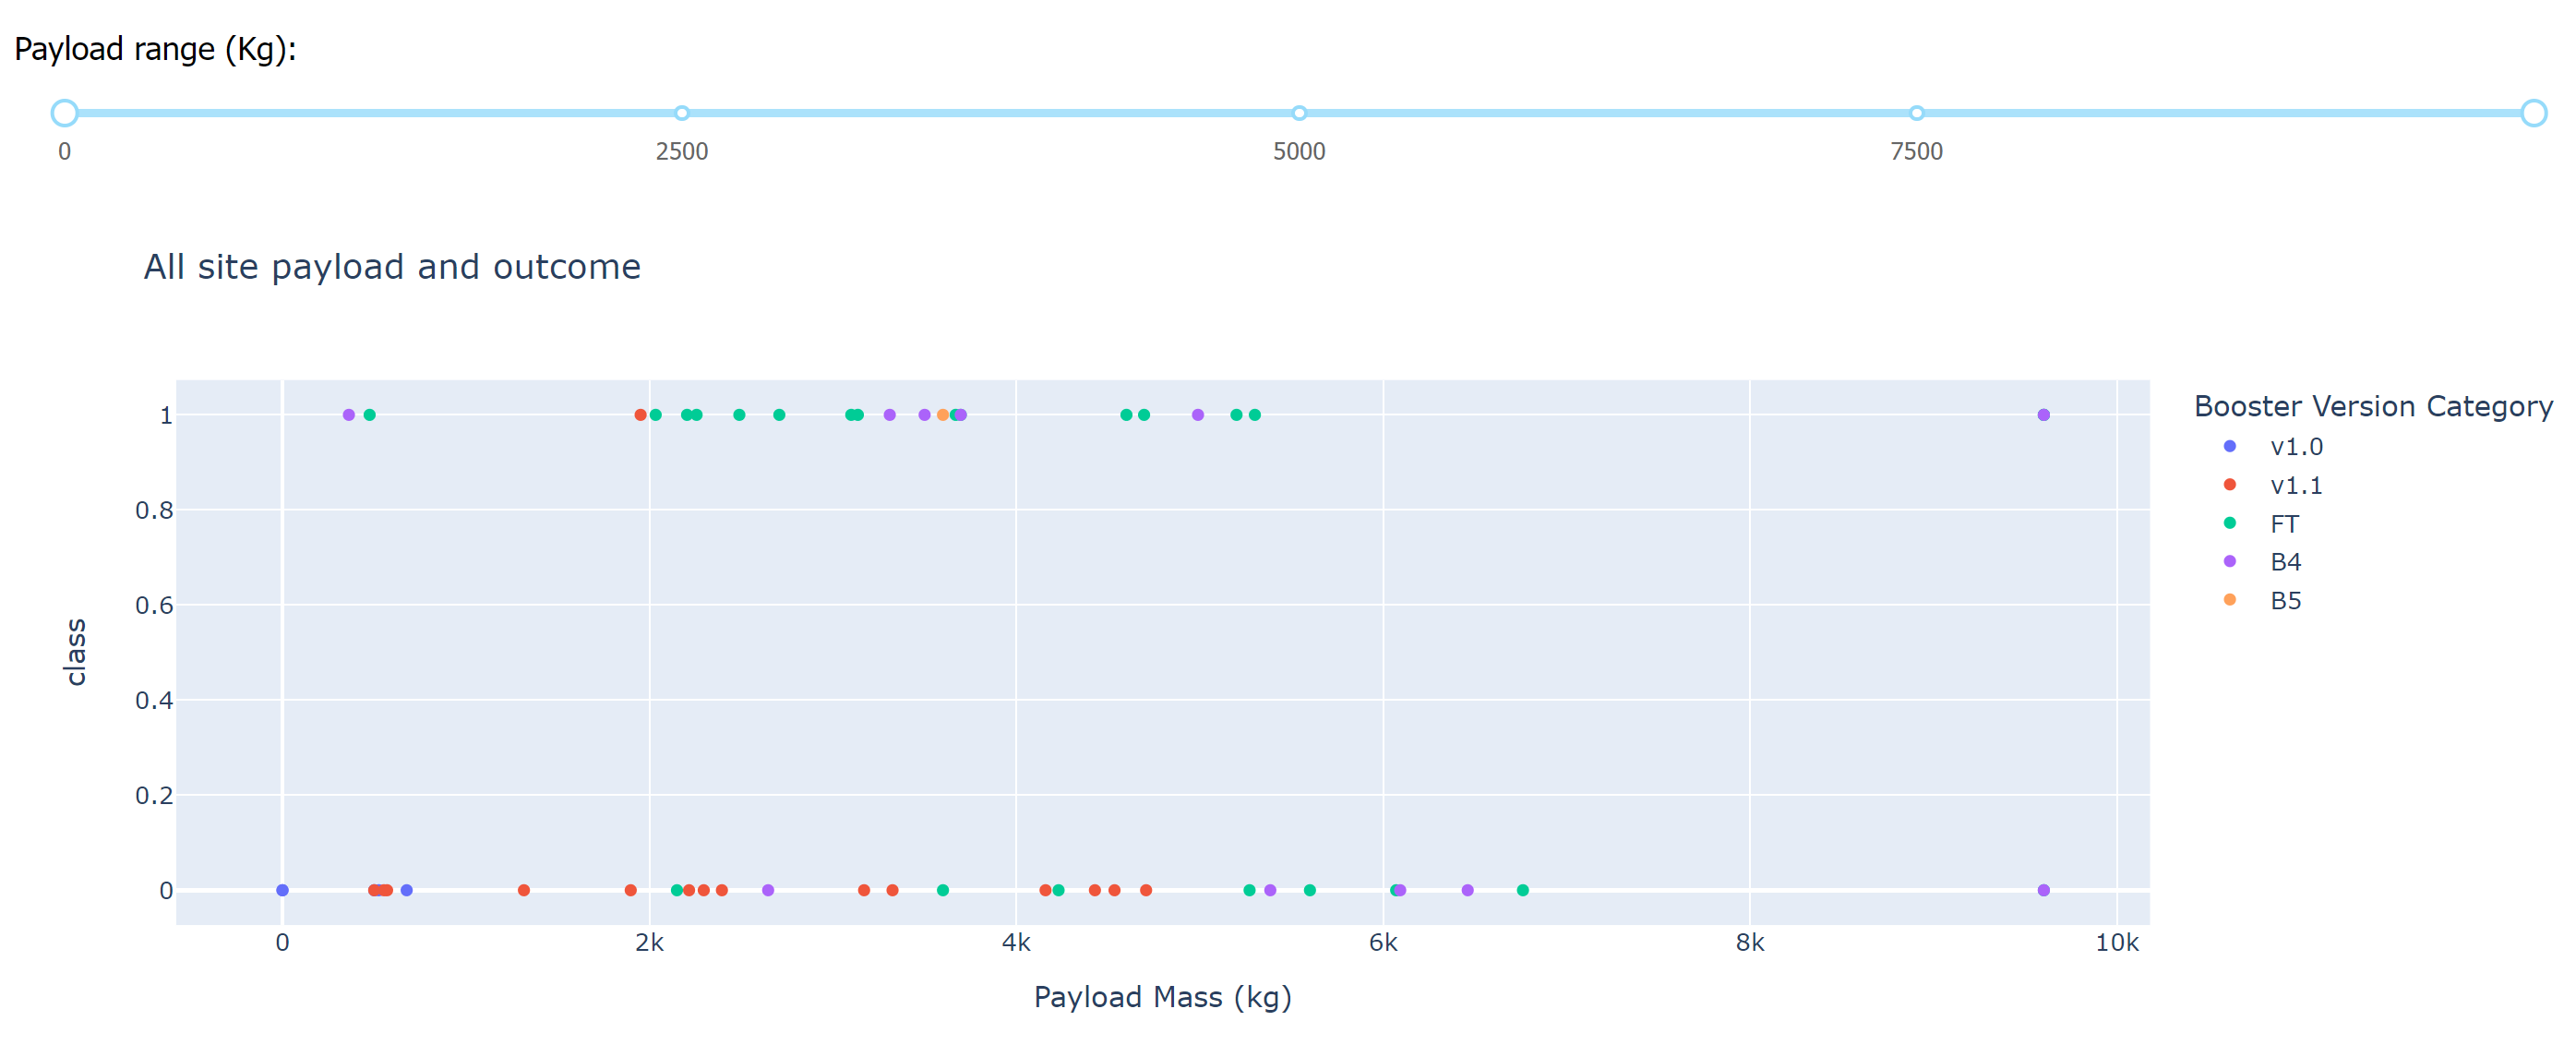 Payload range (Kg):
0 2500 5000 7500
All site payload and outcome
Booster Version Category
v1.0
v1.1
FT
B4
B5
1
0.8
0.6
0.4
0.2
0
class
0 2k 4k 6k 8k 10k
Payload Mass (kg)